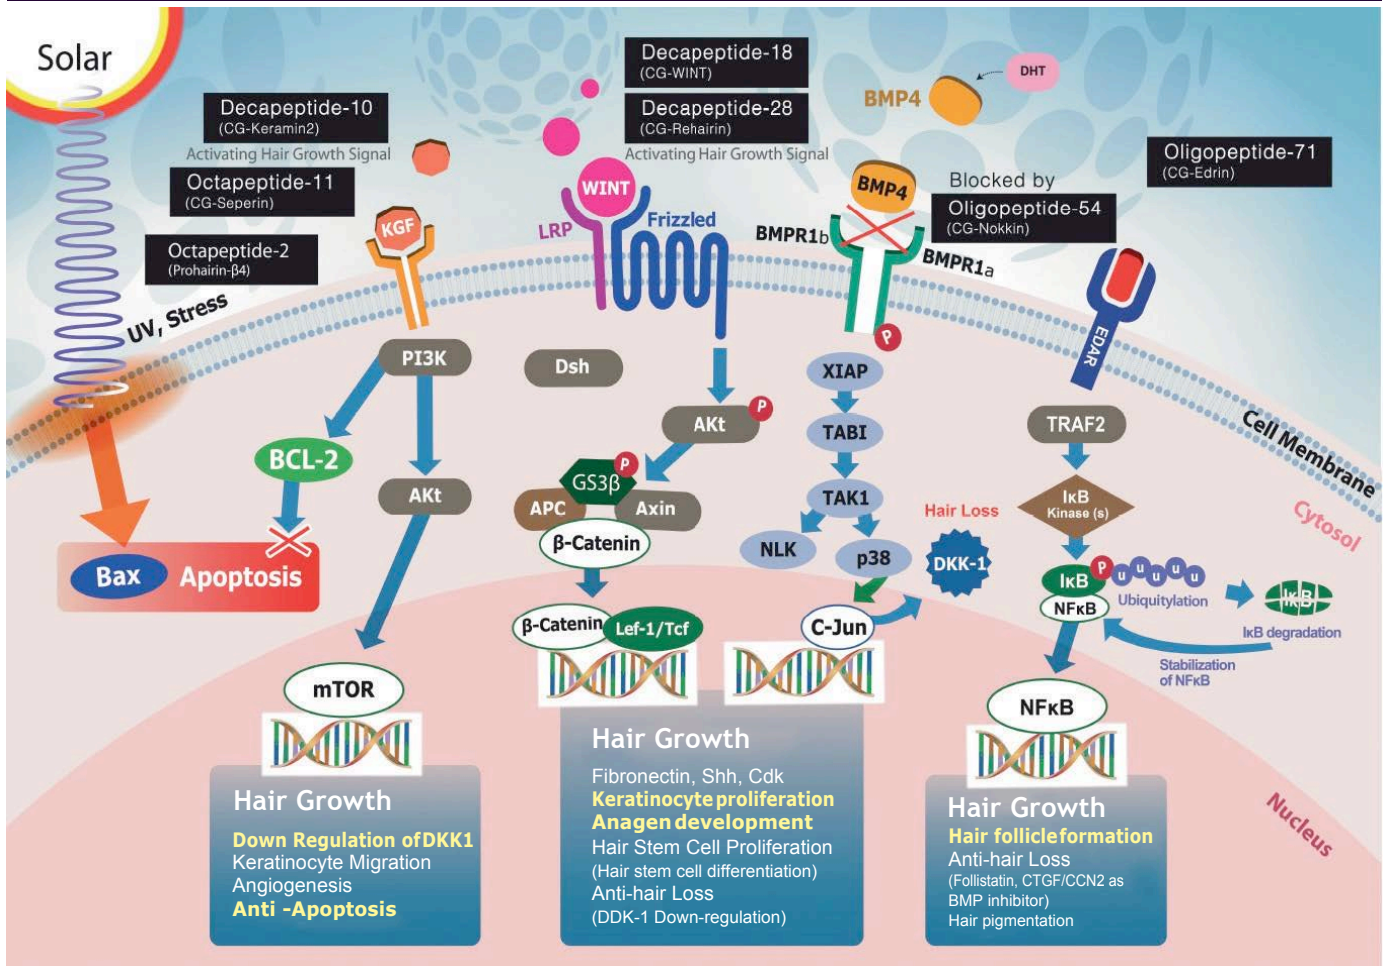 Solar
Decapeptide-10
(CG-Keramin2)
Activating Hair Growth Signal
Octapeptide-11
(CG-Seperin)
Octapeptide-2
(Prohairin-β4)
UV, Stress
KGF
Decapeptide-18
(CG-WINT)
Decapeptide-28
(CG-Rehairin)
Activating Hair Growth Signal
WINT
LRP
Frizzled
BMP4
DHT
BMP4
BMPR1b
BMPR1a
Blocked by
Oligopeptide-54
(CG-Nokkin)
Oligopeptide-71
(CG-Edrin)
EDAR
Cell Membrane
Cytosol
Nucleus
PI3K
BCL-2
AKt
Bax
Apoptosis
mTOR
Hair Growth
Down Regulation of DKK1
Keratinocyte Migration
Angiogenesis
Anti -Apoptosis
Dsh
AKt
P
P
GS3β
APC
Axin
β-Catenin
β-Catenin
Lef-1/Tcf
P
XIAP
TABI
TAK1
NLK
p38
Hair Loss
DKK-1
C-Jun
Hair Growth
Fibronectin, Shh, Cdk
Keratinocyte proliferation
Anagen development
Hair Stem Cell Proliferation
(Hair stem cell differentiation)
Anti-hair Loss
(DDK-1 Down-regulation)
TRAF2
IκB
Kinase (s)
IκB
P
u u u u u
NFκB
Ubiquitylation
IκB
IκB degradation
Stabilization
of NFκB
NFκB
Hair Growth
Hair follicle formation
Anti-hair Loss
(Follistatin, CTGF/CCN2 as
BMP inhibitor)
Hair pigmentation